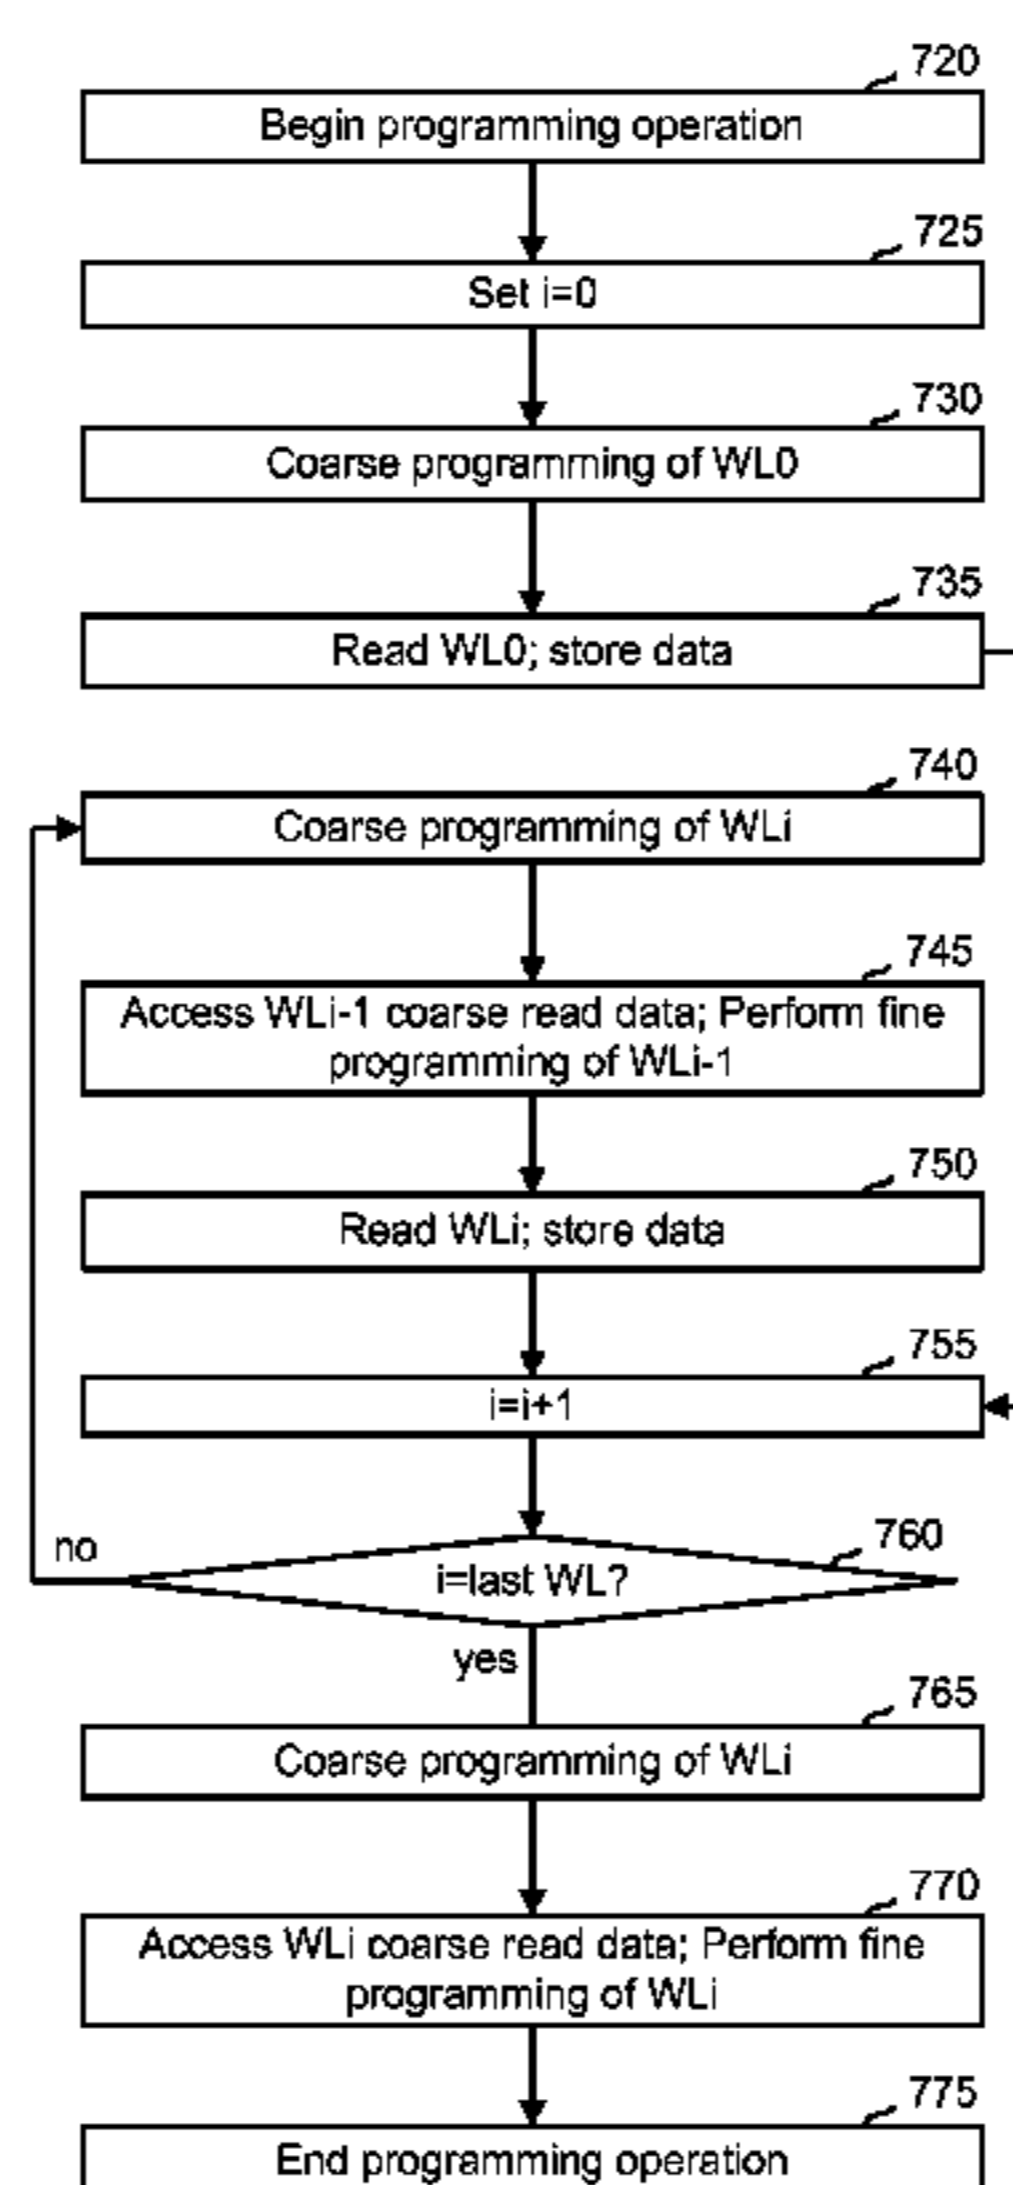 720
Begin programming operation
725
Set i=0
730
Coarse programming of WL0
735
Read WL0; store data
740
Coarse programming of WLi
745
Access WLi-1 coarse read data; Perform fine
programming of WLi-1
750
Read WLi; store data
755
i=i+1
760
no
i=last WL?
yes
765
Coarse programming of WLi
770
Access WLi coarse read data; Perform fine
programming of WLi
775
End programming operation